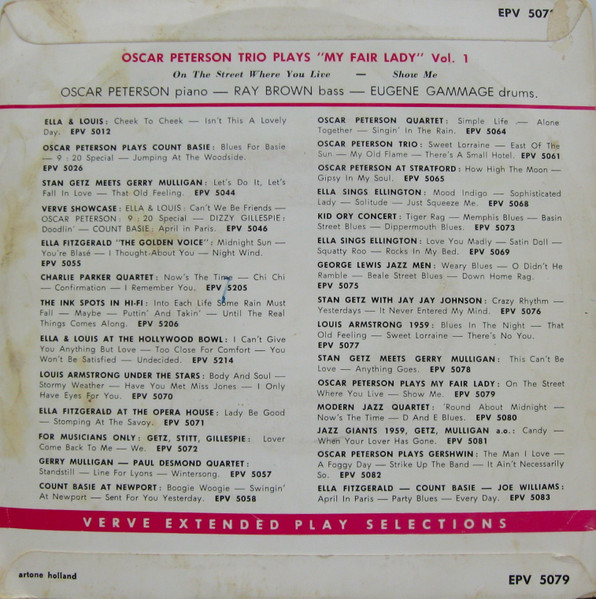 EPV 507
OSCAR PETERSON TRIO PLAYS "MY FAIR LADY" Vol. 1
On The Street Where You Live — Show Me
OSCAR PETERSON piano — RAY BROWN bass — EUGENE GAMMAGE drums.
ELLA & LOUIS: Cheek To Cheek — Isn't This A Lovely
Day. EPV 5012
OSCAR PETERSON PLAYS COUNT BASIE: Blues For Basie
— 9:20 Special — Jumping At The Woodside.
EPV 5026
STAN GETZ MEETS GERRY MULLIGAN: Let's Do It, Let's
Fall In Love — That Old Feeling. EPV 5044
VERVE SHOWCASE: ELLA & LOUIS: Can't We Be Friends —
OSCAR PETERSON: 9:20 Special — DIZZY GILLESPIE:
Doodlin' — COUNT BASIE: April in Paris. EPV 5046
ELLA FITZGERALD "THE GOLDEN VOICE": Midnight Sun —
You're Blasé — I Thought-About You — Night Wind.
EPV 5055
CHARLIE PARKER QUARTET: Now's The Time — Chi Chi
— Confirmation — I Remember You. EPV 5205
THE INK SPOTS IN HI-FI: Into Each Life Some Rain Must
Fall — Maybe — Puttin' And Takin' — Until The Real
Things Comes Along. EPV 5206
ELLA & LOUIS AT THE HOLLYWOOD BOWL: I Can't Give
You Anything But Love — Too Close For Comfort — You
Won't Be Satisfied — Undecided. EPV 5214
LOUIS ARMSTRONG UNDER THE STARS: Body And Soul —
Stormy Weather — Have You Met Miss Jones — I Only
Have Eyes For You. EPV 5070
ELLA FITZGERALD AT THE OPERA HOUSE: Lady Be Good
— Stomping At The Savoy. EPV 5071
FOR MUSICIANS ONLY: GETZ, STITT, GILLESPIE: Lover
Come Back To Me — We. EPV 5072
GERRY MULLIGAN — PAUL DESMOND QUARTET:
Standstill — Line For Lyons — Wintersong. EPV 5057
COUNT BASIE AT NEWPORT: Boogie Woogie — Swingin'
At Newport — Sent For You Yesterday. EPV 5058
OSCAR PETERSON QUARTET: Simple Life — Alone
Together — Singin' In The Rain. EPV 5064
OSCAR PETERSON TRIO: Sweet Lorraine — East Of The
Sun — My Old Flame — There's A Small Hotel. EPV 5061
OSCAR PETERSON AT STRATFORD: How High The Moon —
Gipsy In My Soul. EPV 5065
ELLA SINGS ELLINGTON: Mood Indigo — Sophisticated
Lady — Solitude — Just Squeeze Me. EPV 5068
KID ORY CONCERT: Tiger Rag — Memphis Blues — Basin
Street Blues — Dippermouth Blues. EPV 5073
ELLA SINGS ELLINGTON: Love You Madly — Satin Doll —
Squatty Roo — Rocks In My Bed. EPV 5069
GEORGE LEWIS JAZZ MEN: Weary Blues — O Didn't He
Ramble — Beale Street Blues — Down Home Rag.
EPV 5075
STAN GETZ WITH JAY JAY JOHNSON: Crazy Rhythm —
Yesterdays — It Never Entered My Mind. EPV 5076
LOUIS ARMSTRONG 1959: Blues In The Night — That
Old Feeling — Sweet Lorraine — There's No You.
EPV 5077
STAN GETZ MEETS GERRY MULLIGAN: This Can't Be
Love — Anything Goes. EPV 5078
OSCAR PETERSON PLAYS MY FAIR LADY: On The Street
Where You Live — Show Me. EPV 5079
MODERN JAZZ QUARTET: 'Round About Midnight —
Now's The Time — D And E Blues. EPV 5080
JAZZ GIANTS 1959, GETZ, MULLIGAN a.o.: Candy —
When Your Lover Has Gone. EPV 5081
OSCAR PETERSON PLAYS GERSHWIN: The Man I Love —
A Foggy Day — Strike Up The Band — It Ain't Necessarily
So. EPV 5082
ELLA FITZGERALD — COUNT BASIE — JOE WILLIAMS:
April In Paris — Party Blues — Every Day. EPV 5083
VERVE EXTENDED PLAY SELECTIONS
artone holland
EPV 5079